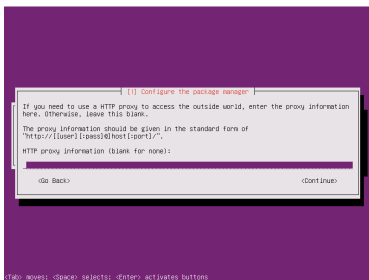 [!] Configure the package manager
If you need to use a HTTP proxy to access the outside world, enter the proxy information
here. Otherwise, leave this blank.
The proxy information should be given in the standard form of
"http://[[user][:pass]@]host[:port]/".
HTTP proxy information (blank for none):
<Go Back> <Continue>
<Tab> moves; <Space> selects; <Enter> activates buttons